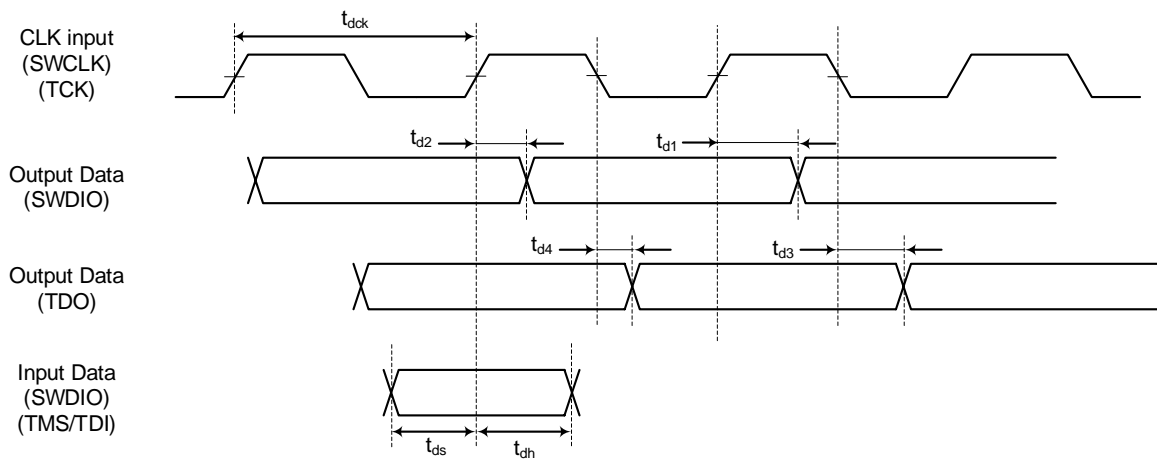 t_dck
CLK input
(SWCLK)
(TCK)
t_d2
t_d1
Output Data
(SWDIO)
t_d4
t_d3
Output Data
(TDO)
Input Data
(SWDIO)
(TMS/TDI)
t_ds
t_dh